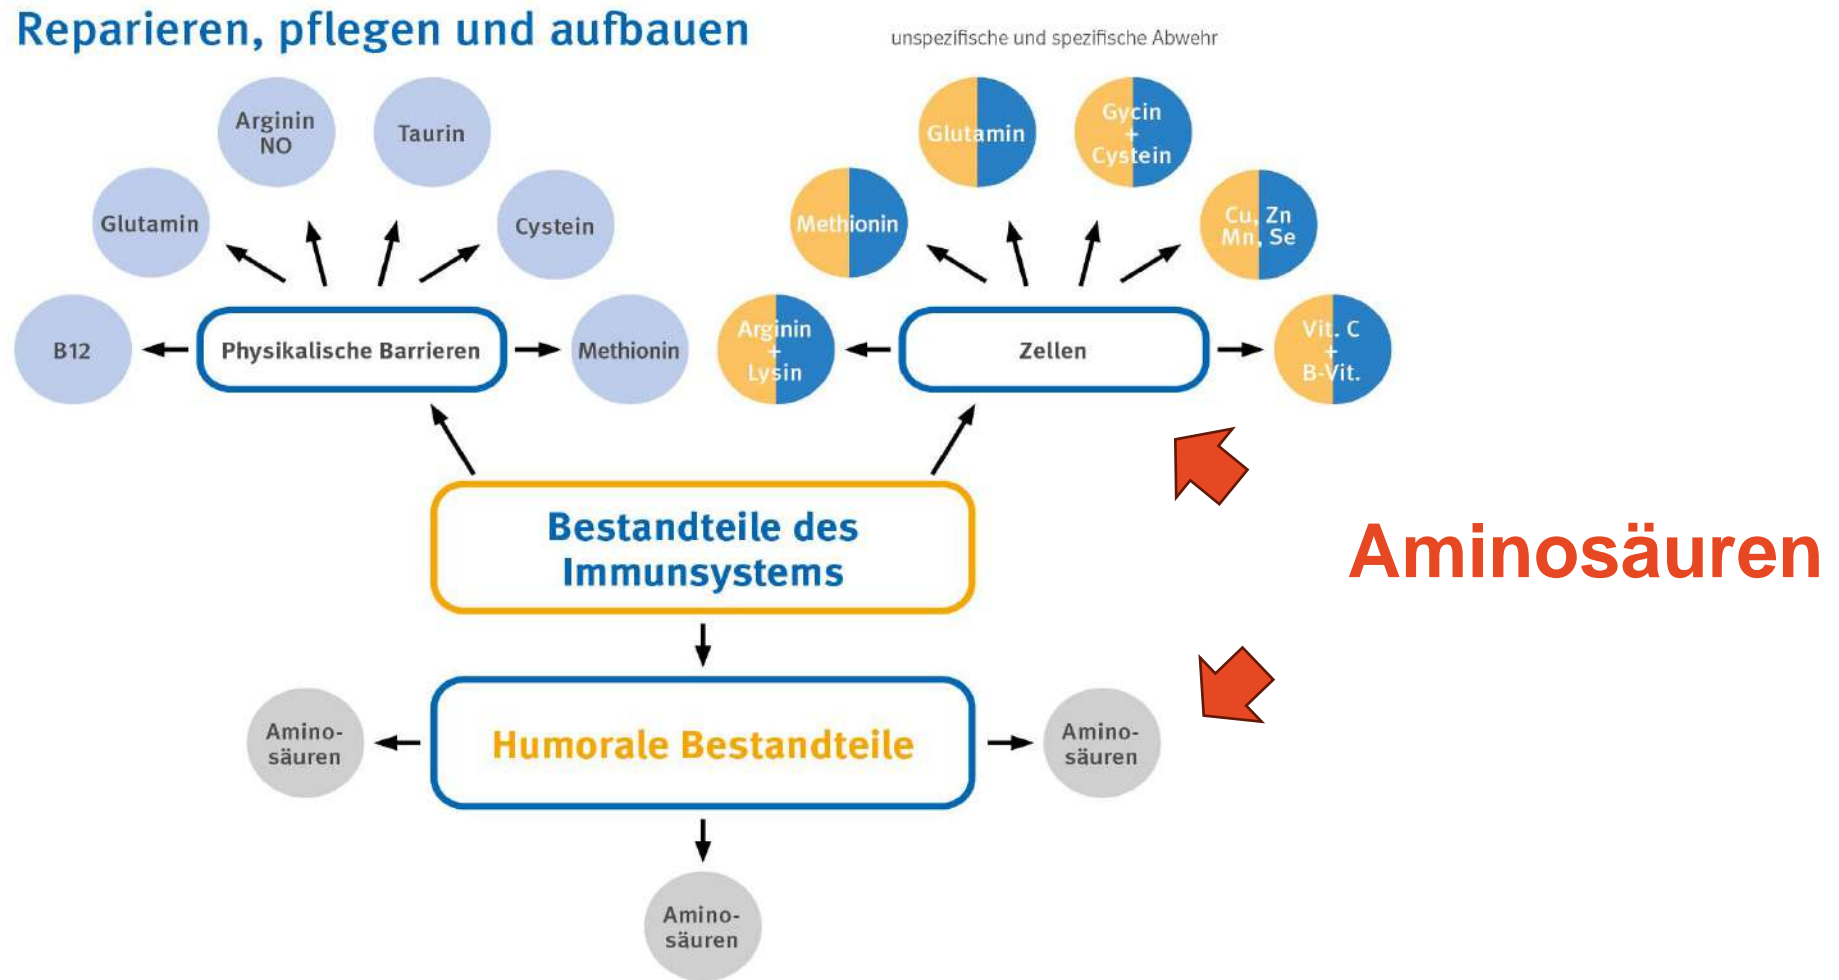 Reparieren, pflegen und aufbauen
unspezifische und spezifische Abwehr
Arginin
NO
Taurin
Glutamin
Cystein
B12
Physikalische Barrieren
Methionin
Glutamin
Gycin
+
Cystein
Methionin
Cu, Zn
Mn, Se
Arginin
+
Lysin
Zellen
Vit. C
+
B-Vit.
Bestandteile des
Immunsystems
Aminosäuren
Amino-
säuren
Humorale Bestandteile
Amino-
säuren
Amino-
säuren